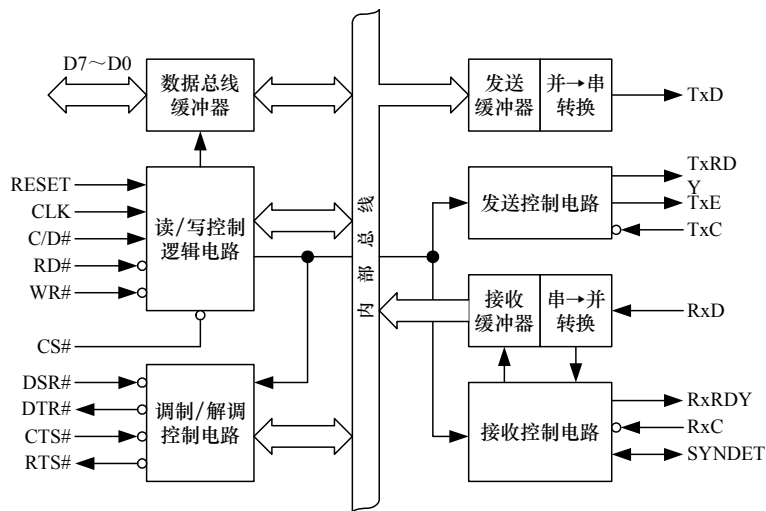 D7～D0
数据总线
缓冲器
RESET
CLK
C/D#
RD#
WR#
CS#
读/写控制
逻辑电路
DSR#
DTR#
CTS#
RTS#
调制/解调
控制电路
内部总线
发送
缓冲器
并→串
转换
TxD
发送控制电路
TxRD
Y
TxE
TxC
接收
缓冲器
串→并
转换
RxD
接收控制电路
RxRDY
RxC
SYNDET